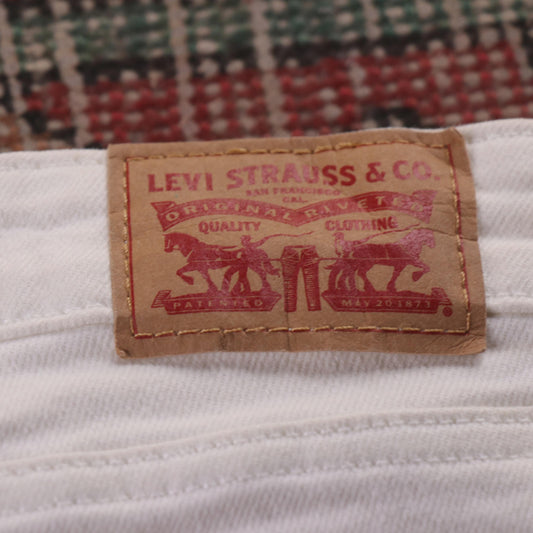 LEVI STRAUSS & CO.
SAN FRANCISCO
CAL.
ORIGINAL RIVETED
QUALITY CLOTHING
PATENTED MAY 20 1873
®